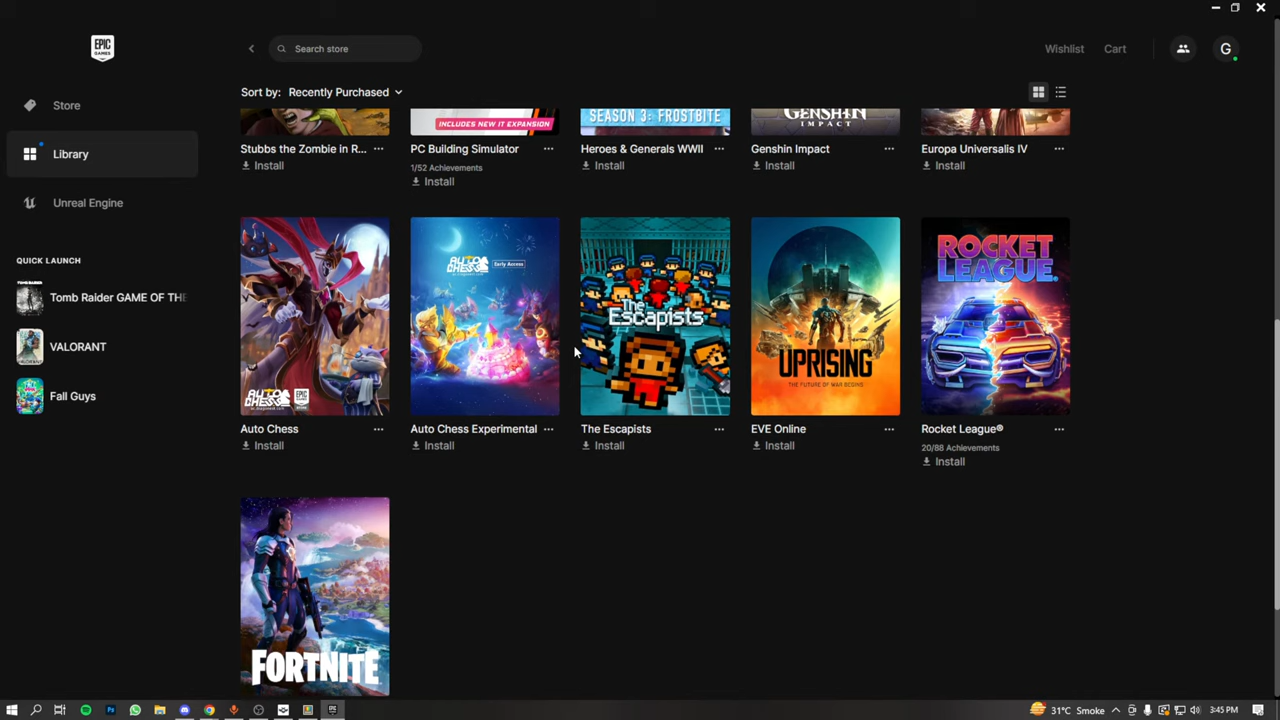 EPIC
GAMES
Search store
Wishlist
Cart
G
Store
Library
Unreal Engine
QUICK LAUNCH
Tomb Raider GAME OF THE
VALORANT
Fall Guys
Sort by: Recently Purchased
INCLUDES NEW IT EXPANSION
SEASON 3: FROSTBITE
GENSHIN
IMPACT
Stubbs the Zombie in R...
PC Building Simulator
Heroes & Generals WWII
Genshin Impact
Europa Universalis IV
Install
1/52 Achievements
Install
Install
Install
Install
AUTO CHESS
EPIC GAMES
AUTO CHESS
Early Access
The Escapists
UPRISING
THE FUTURE OF WAR BEGINS
ROCKET
LEAGUE
Auto Chess
Auto Chess Experimental
The Escapists
EVE Online
Rocket League®
Install
Install
Install
Install
20/88 Achievements
Install
FORTNITE
31°C Smoke
3:45 PM